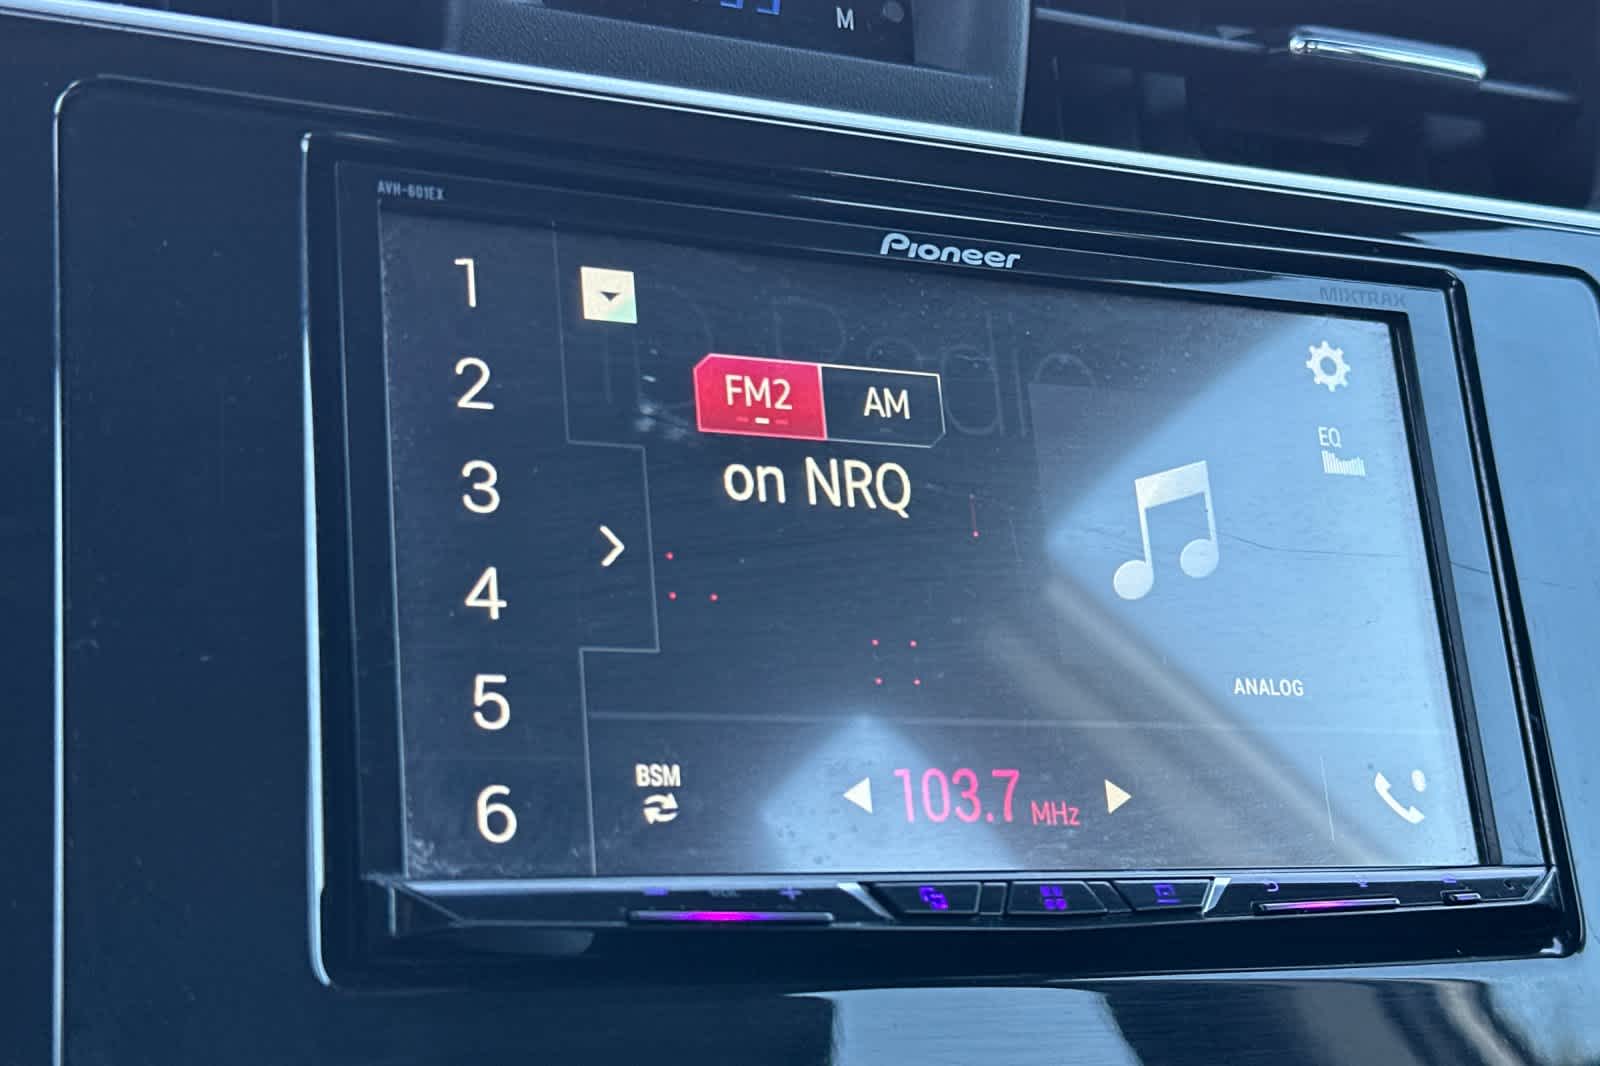 M
AVH-601EX
Pioneer
MIXTRAX
1
2
3
4
5
6
FM2
AM
on NRQ
EQ
ANALOG
BSM
103.7 MHz